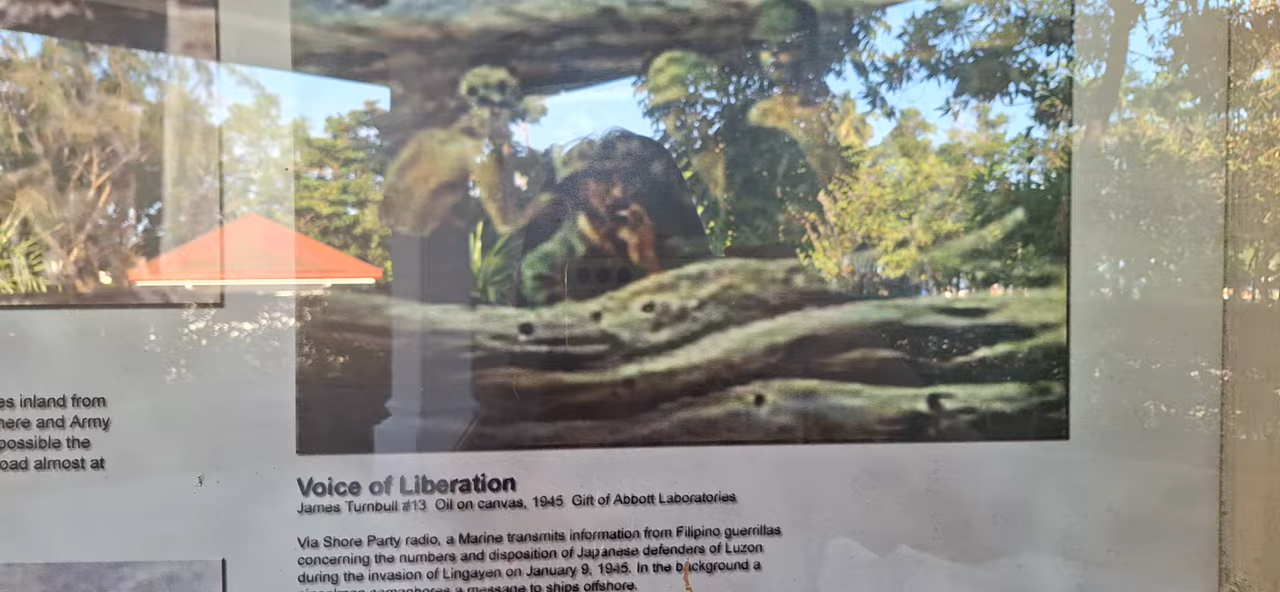 es inland from
here and Army
possible the
oad almost at
Voice of Liberation
James Turnbull #13 Oil on canvas, 1945 Gift of Abbott Laboratories
Via Shore Party radio, a Marine transmits information from Filipino guerrillas
concerning the numbers and disposition of Japanese defenders of Luzon
during the invasion of Lingayen on January 9, 1945. In the background a
semaphores a message to ships offshore.